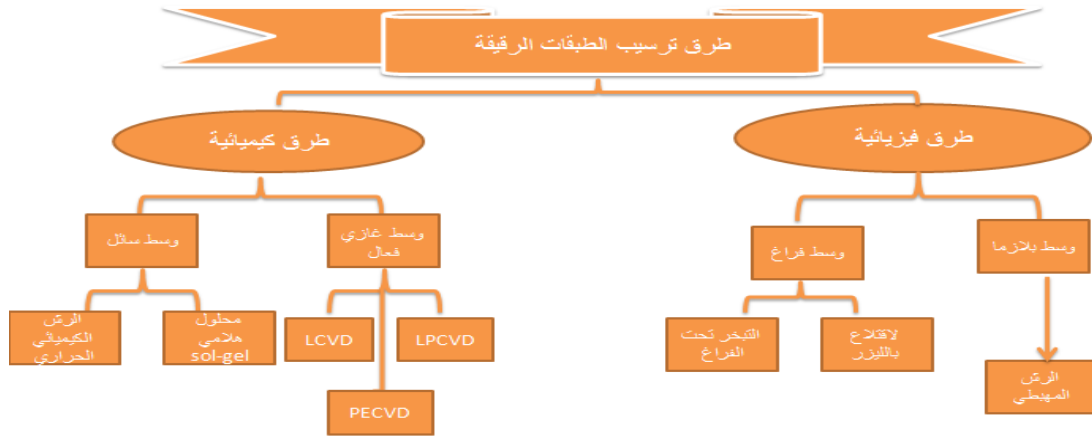 طرق ترسيب الطبقات الرقيقة
طرق فيزيائية
طرق كيميائية
وسط بلازما
وسط فراغ
وسط غازي
فعال
وسط سائل
الرش
المهبطي
لاقتلاع
بالليزر
التبخر تحت
الفراغ
LPCVD
LCVD
PECVD
محلول
هلامي
sol-gel
الرش
الكيميائي
الحراري